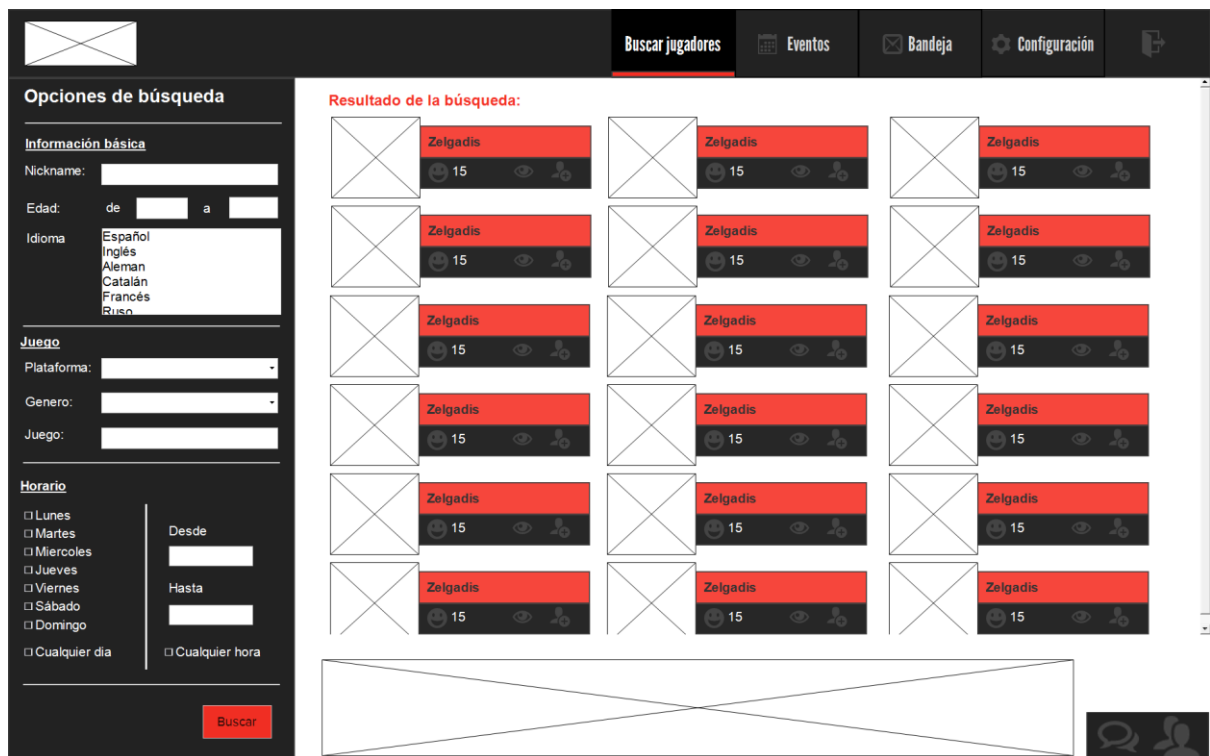 Buscar jugadores
Eventos
Bandeja
Configuración
Opciones de búsqueda
Información básica
Nickname:
Edad: de a
Idioma
Español
Inglés
Aleman
Catalán
Francés
Ruso
Juego
Plataforma:
Genero:
Juego:
Horario
Lunes
Martes
Miercoles
Jueves
Viernes
Sábado
Domingo
Cualquier dia
Desde
Hasta
Cualquier hora
Buscar
Resultado de la búsqueda:
Zelgadis Zelgadis Zelgadis
15 15 15
Zelgadis Zelgadis Zelgadis
15 15 15
Zelgadis Zelgadis Zelgadis
15 15 15
Zelgadis Zelgadis Zelgadis
15 15 15
Zelgadis Zelgadis Zelgadis
15 15 15
Zelgadis Zelgadis Zelgadis
15 15 15